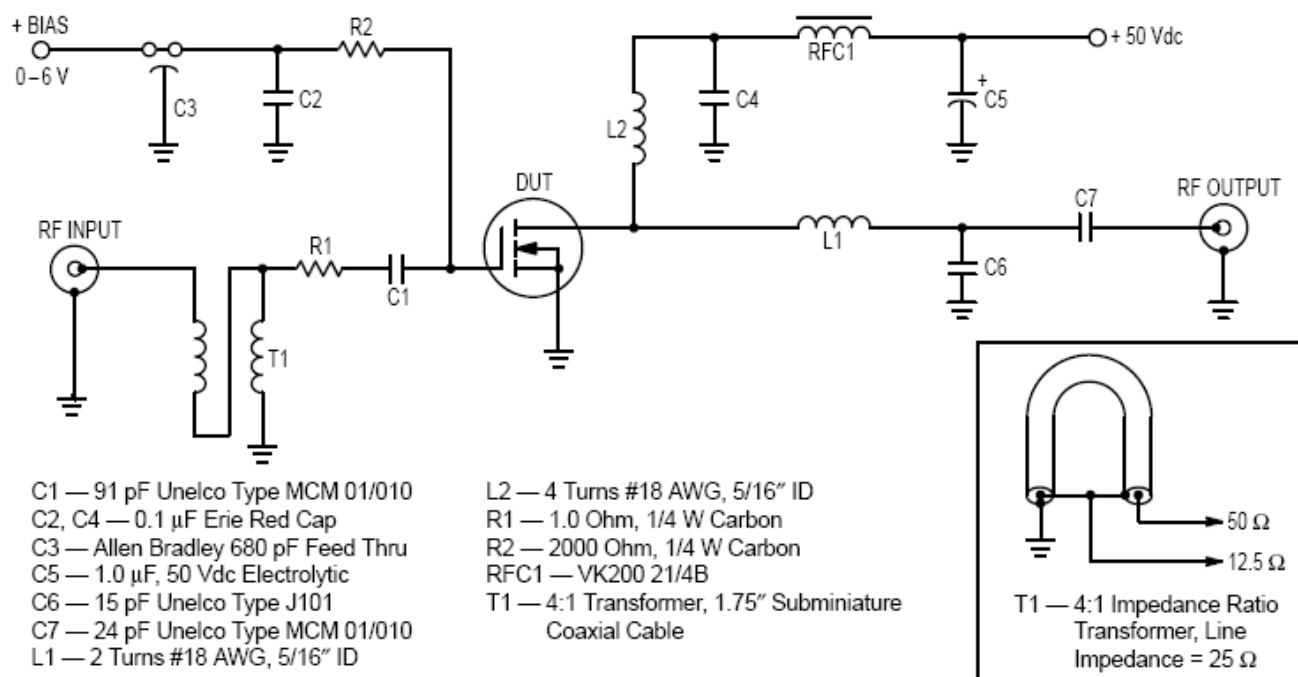 + BIAS
0–6 V
C3
C2
R2
RF INPUT
T1
R1
C1
DUT
L2
C4
RFC1
+
C5
+ 50 Vdc
L1
C6
C7
RF OUTPUT
C1 — 91 pF Unelco Type MCM 01/010
C2, C4 — 0.1 μF Erie Red Cap
C3 — Allen Bradley 680 pF Feed Thru
C5 — 1.0 μF, 50 Vdc Electrolytic
C6 — 15 pF Unelco Type J101
C7 — 24 pF Unelco Type MCM 01/010
L1 — 2 Turns #18 AWG, 5/16″ ID
L2 — 4 Turns #18 AWG, 5/16″ ID
R1 — 1.0 Ohm, 1/4 W Carbon
R2 — 2000 Ohm, 1/4 W Carbon
RFC1 — VK200 21/4B
T1 — 4:1 Transformer, 1.75″ Subminiature
Coaxial Cable
50 Ω
12.5 Ω
T1 — 4:1 Impedance Ratio
Transformer, Line
Impedance = 25 Ω